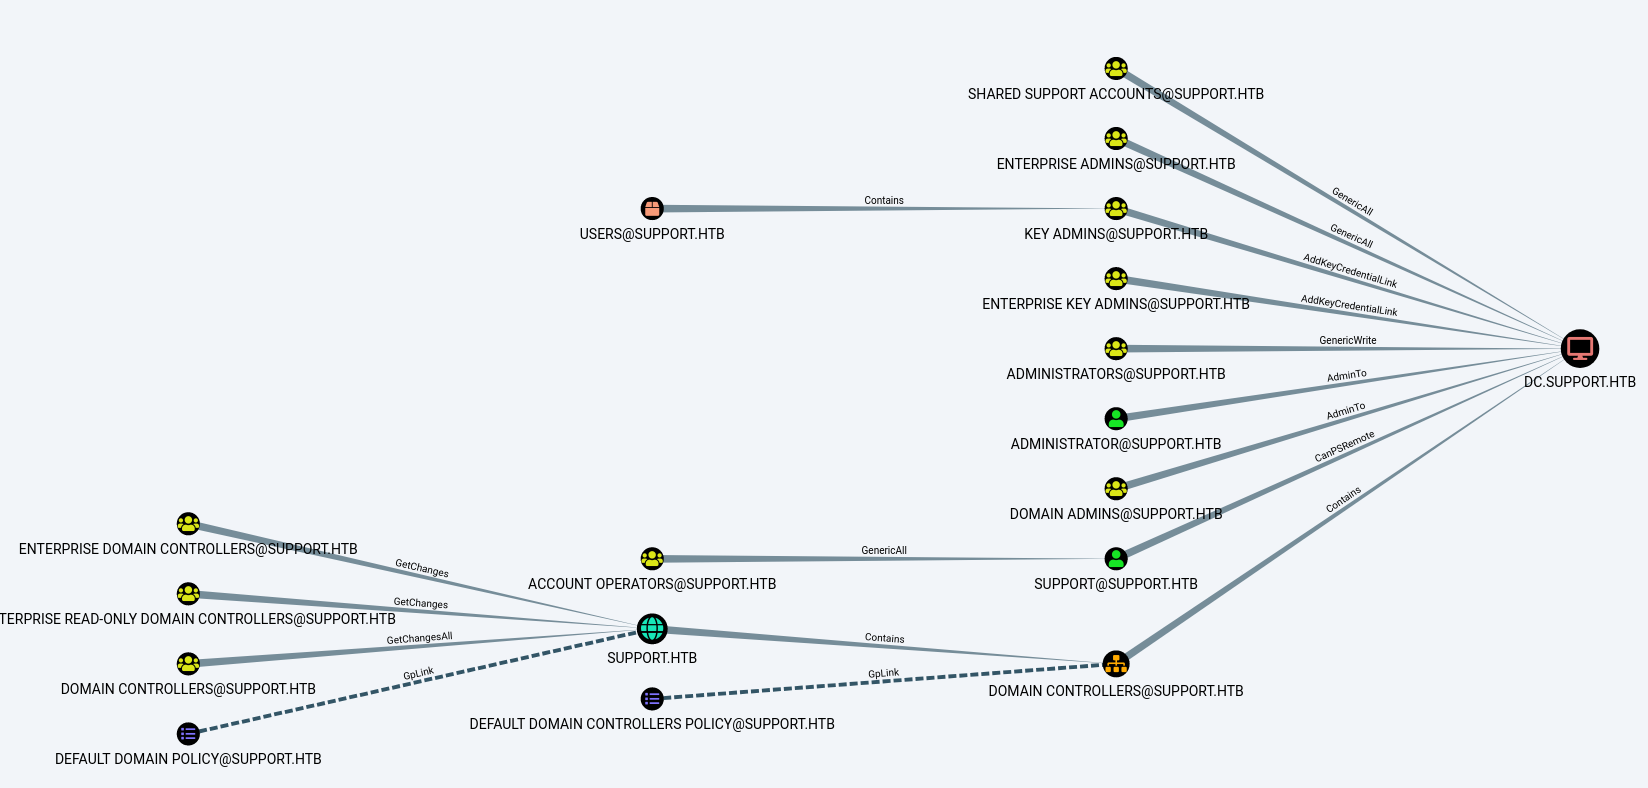 SHARED SUPPORT ACCOUNTS@SUPPORT.HTB
ENTERPRISE ADMINS@SUPPORT.HTB
GenericAll
Contains
GenericAll
USERS@SUPPORT.HTB
KEY ADMINS@SUPPORT.HTB
AddKeyCredentialLink
ENTERPRISE KEY ADMINS@SUPPORT.HTB
AddKeyCredentialLink
GenericWrite
ADMINISTRATORS@SUPPORT.HTB
DC.SUPPORT.HTB
AdminTo
AdminTo
ADMINISTRATOR@SUPPORT.HTB
CanPSRemote
DOMAIN ADMINS@SUPPORT.HTB
Contains
ENTERPRISE DOMAIN CONTROLLERS@SUPPORT.HTB
GenericAll
GetChanges
ACCOUNT OPERATORS@SUPPORT.HTB
SUPPORT@SUPPORT.HTB
GetChanges
TERPRISE READ-ONLY DOMAIN CONTROLLERS@SUPPORT.HTB
GetChangesAll
Contains
SUPPORT.HTB
GpLink
GpLink
DOMAIN CONTROLLERS@SUPPORT.HTB
DOMAIN CONTROLLERS@SUPPORT.HTB
DEFAULT DOMAIN CONTROLLERS POLICY@SUPPORT.HTB
DEFAULT DOMAIN POLICY@SUPPORT.HTB